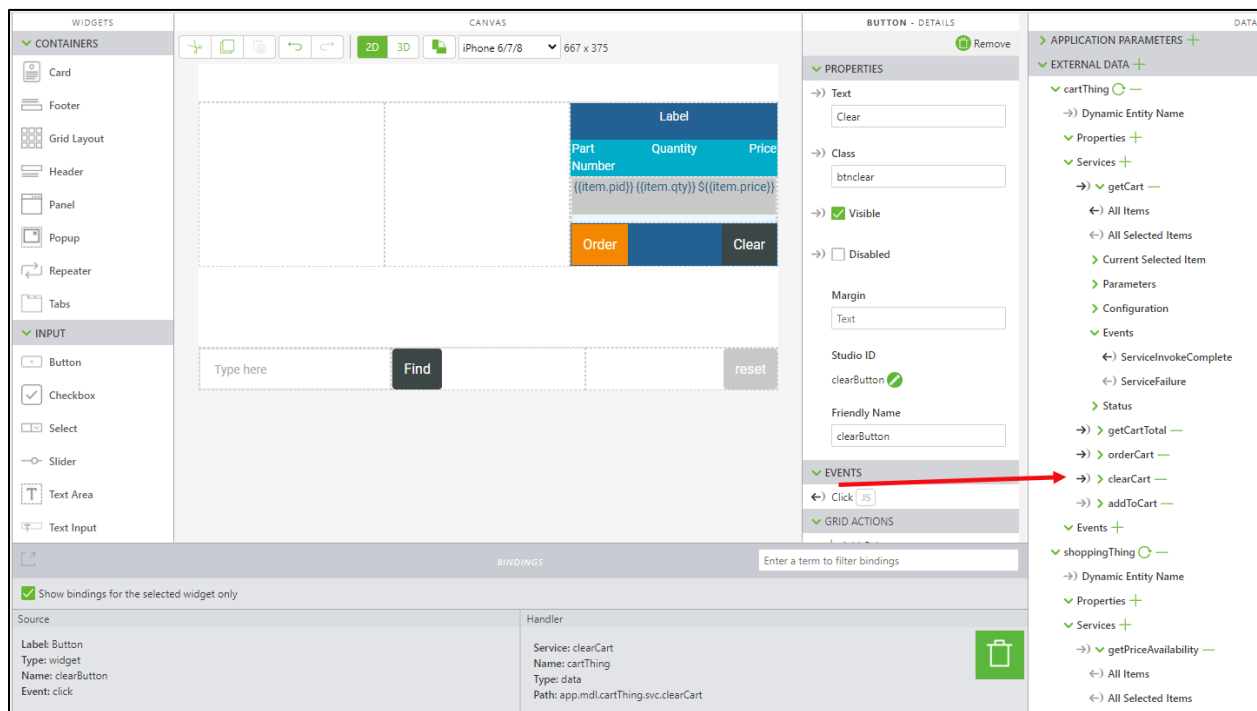 WIDGETS
CONTAINERS
Card
Footer
Grid Layout
Header
Panel
Popup
Repeater
Tabs
INPUT
Button
Checkbox
Select
Slider
Text Area
Text Input
CANVAS
2D
3D
iPhone 6/7/8
667 x 375
Label
Part Number
Quantity
Price
{{item.pid}}
{{item.qty}}
${{item.price}}
Order
Clear
Type here
Find
reset
BUTTON - DETAILS
Remove
PROPERTIES
Text
Clear
Class
btnclear
Visible
Disabled
Margin
Text
Studio ID
clearButton
Friendly Name
clearButton
EVENTS
Click JS
GRID ACTIONS
DATA
APPLICATION PARAMETERS
EXTERNAL DATA
cartThing
Dynamic Entity Name
Properties
Services
getCart
All Items
All Selected Items
Current Selected Item
Parameters
Configuration
Events
ServiceInvokeComplete
ServiceFailure
Status
getCartTotal
orderCart
clearCart
addToCart
Events
shoppingThing
Dynamic Entity Name
Properties
Services
getPriceAvailability
All Items
All Selected Items
BINDINGS
Enter a term to filter bindings
Show bindings for the selected widget only
Source
Label: Button
Type: widget
Name: clearButton
Event: click
Handler
Service: clearCart
Name: cartThing
Type: data
Path: app.mdl.cartThing.svc.clearCart